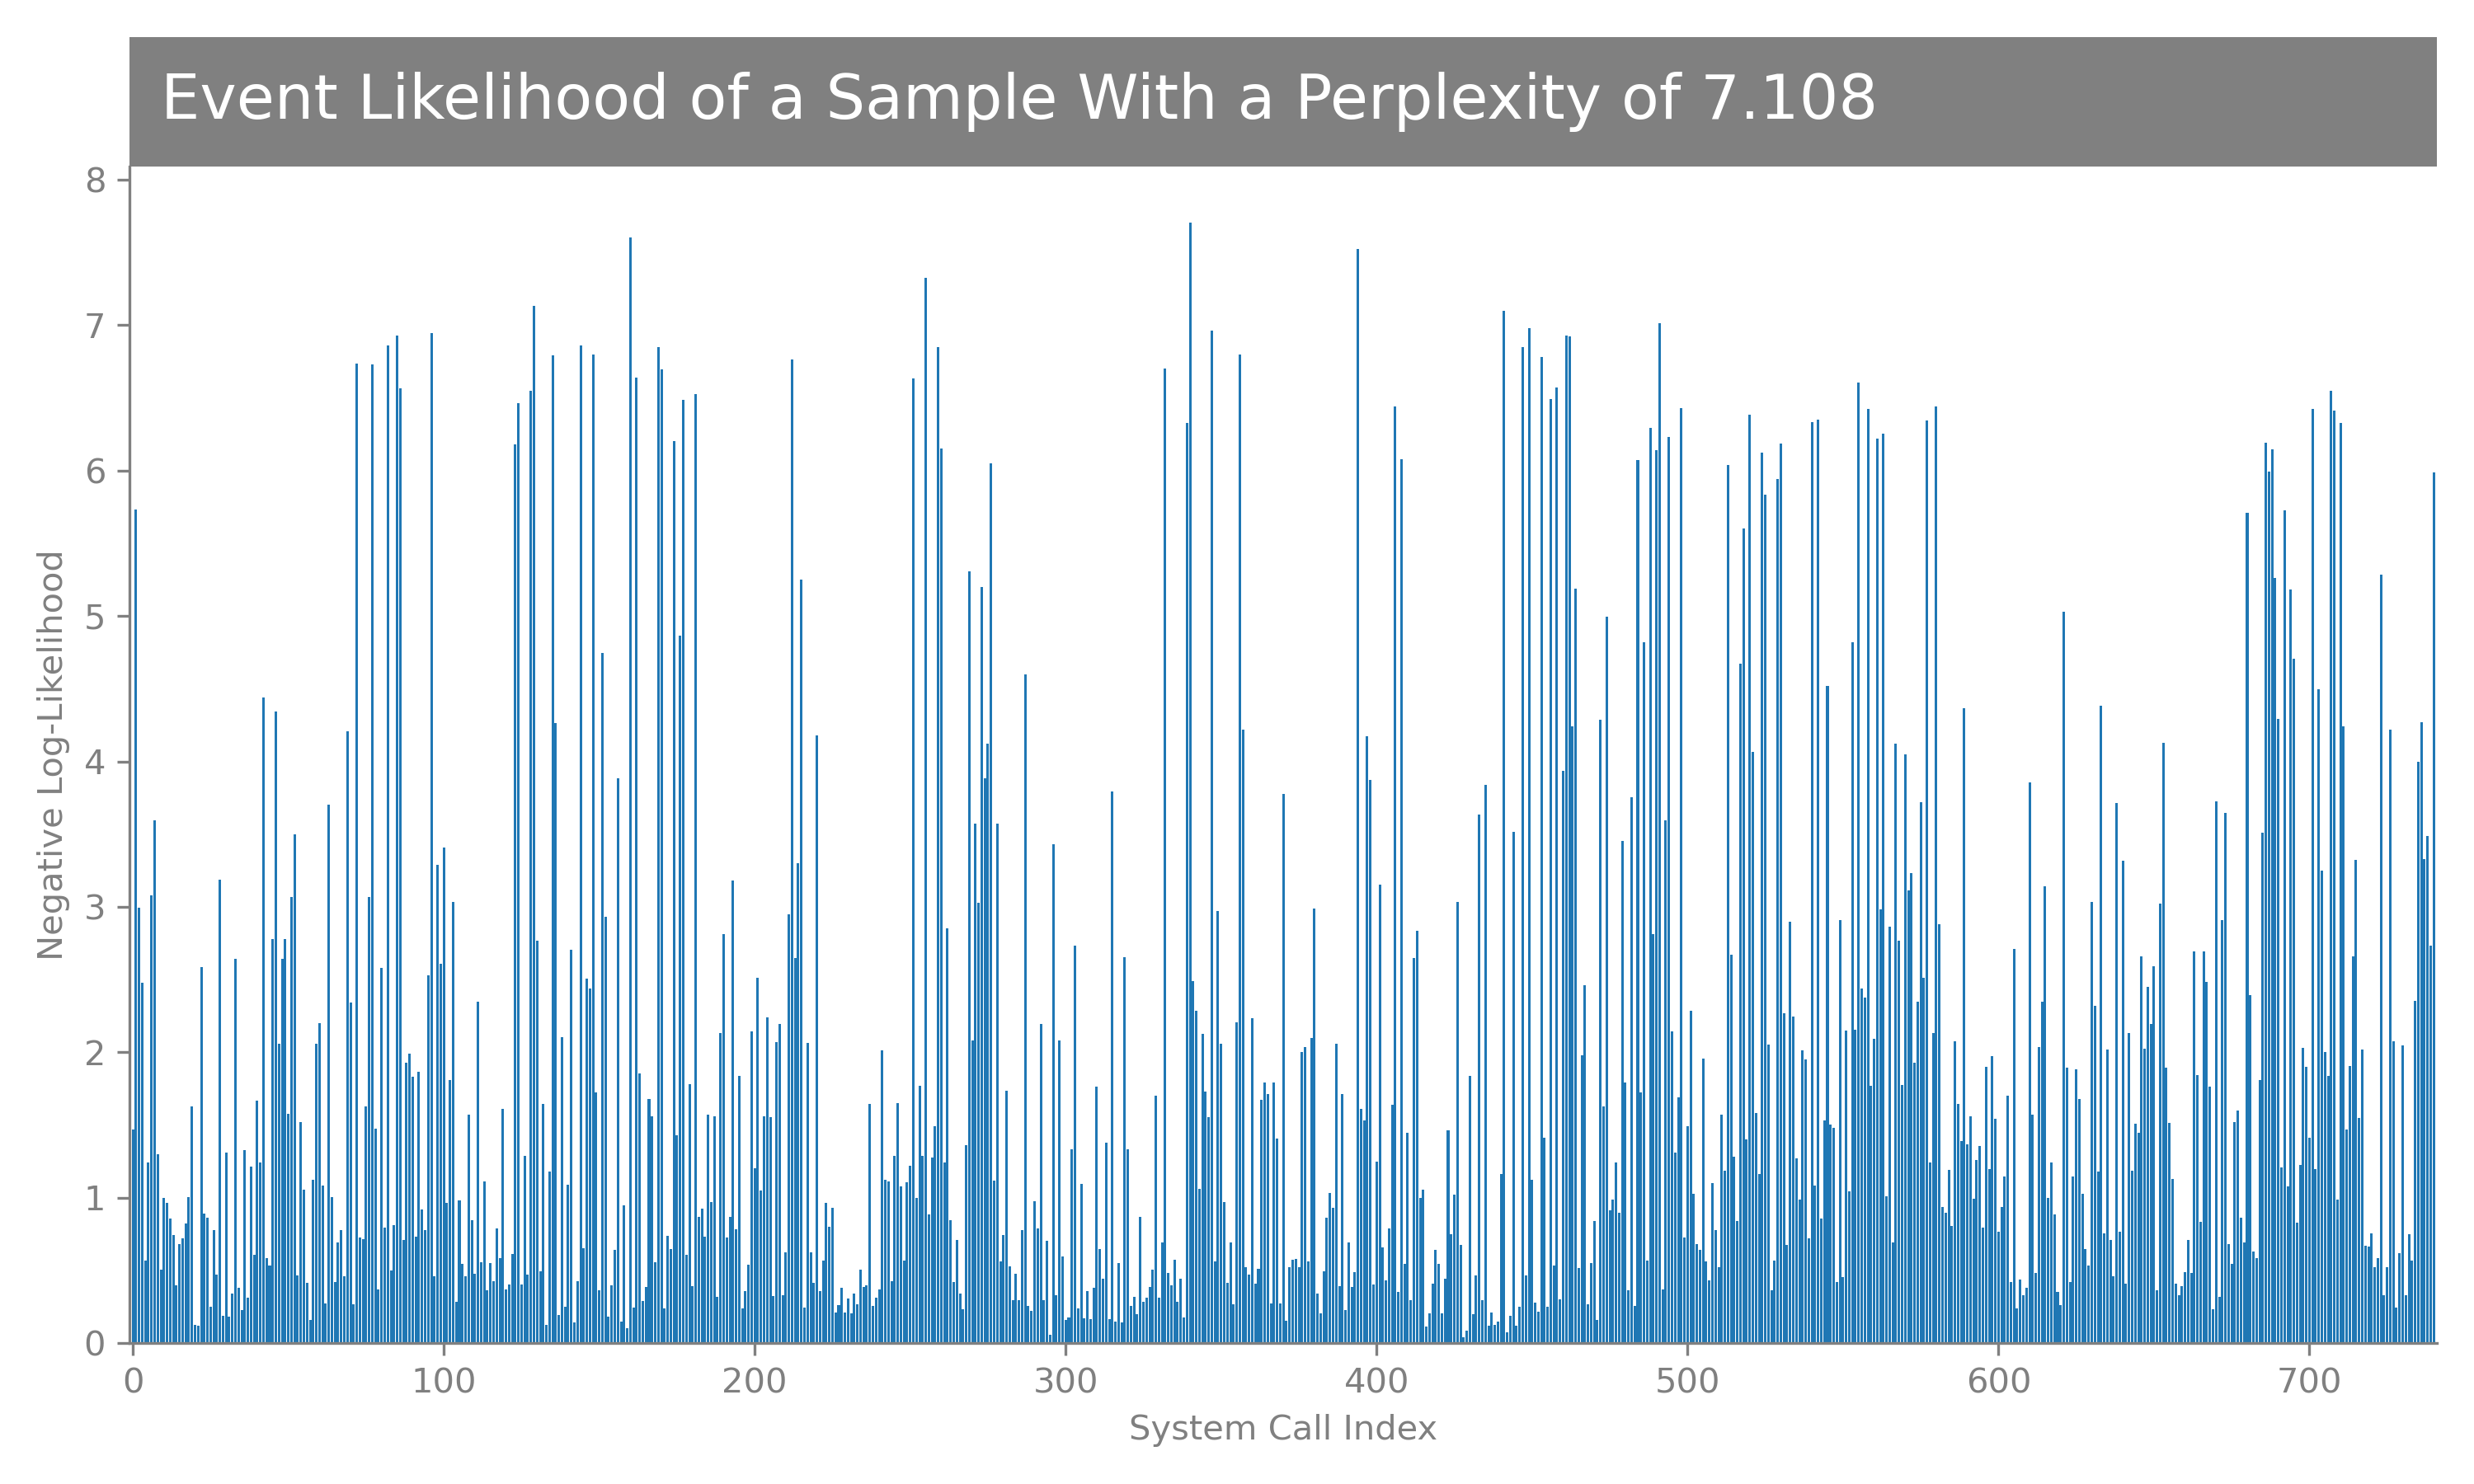 Event Likelihood of a Sample With a Perplexity of 7.108
8
7
6
5
4
3
2
1
0
Negative Log-Likelihood
0 100 200 300 400 500 600 700
System Call Index